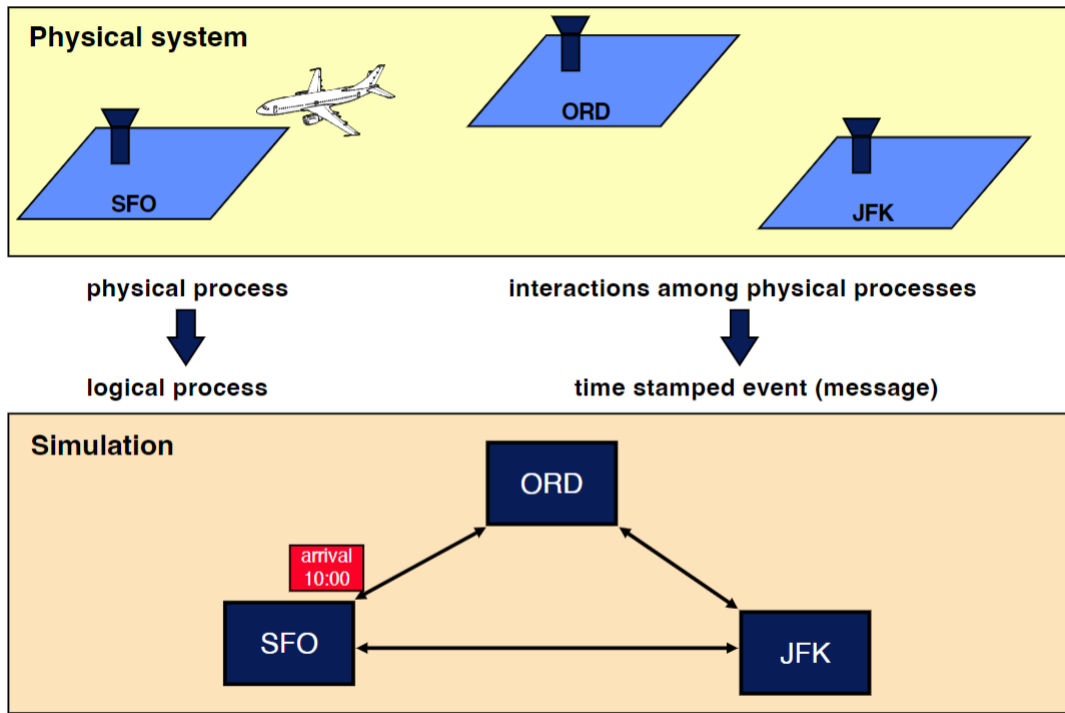 Physical system
ORD
SFO
JFK
physical process
interactions among physical processes
logical process
time stamped event (message)
Simulation
ORD
arrival
10:00
SFO
JFK